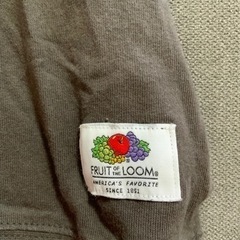 FRUIT OF THE LOOM®
AMERICA'S FAVORITE
SINCE 1851